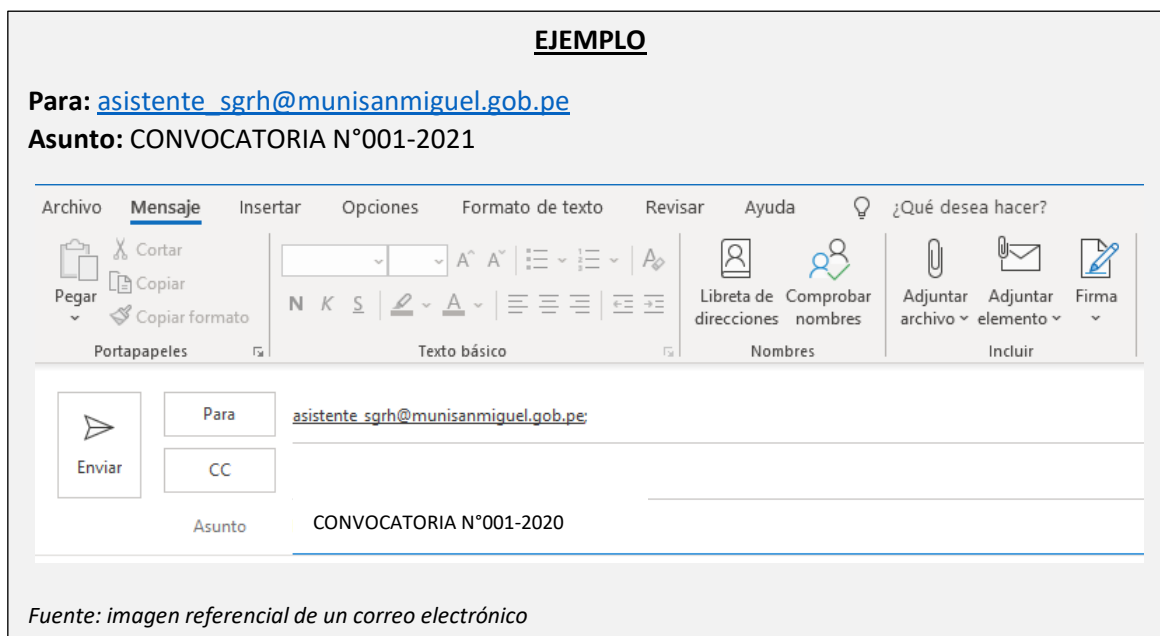 EJEMPLO
Para: asistente_sgrh@munisanmiguel.gob.pe
Asunto: CONVOCATORIA N°001-2021
Archivo Mensaje Insertar Opciones Formato de texto Revisar Ayuda ¿Qué desea hacer?
Pegar
Cortar
Copiar
Copiar formato
Portapapeles
N K S
Texto básico
Libreta de direcciones
Comprobar nombres
Nombres
Adjuntar archivo
Adjuntar elemento
Firma
Incluir
Enviar
Para asistente_sgrh@munisanmiguel.gob.pe;
CC
Asunto CONVOCATORIA N°001-2020
Fuente: imagen referencial de un correo electrónico